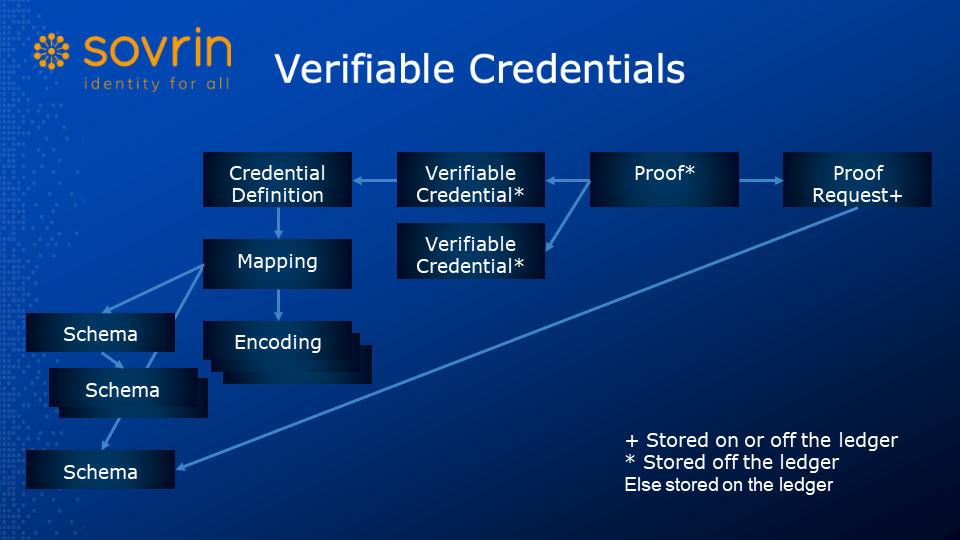 sovrin
identity for all
Verifiable Credentials
Credential
Definition
Verifiable
Credential*
Proof*
Proof
Request+
Verifiable
Credential*
Mapping
Schema
Encoding
Schema
Schema
+ Stored on or off the ledger
* Stored off the ledger
Else stored on the ledger